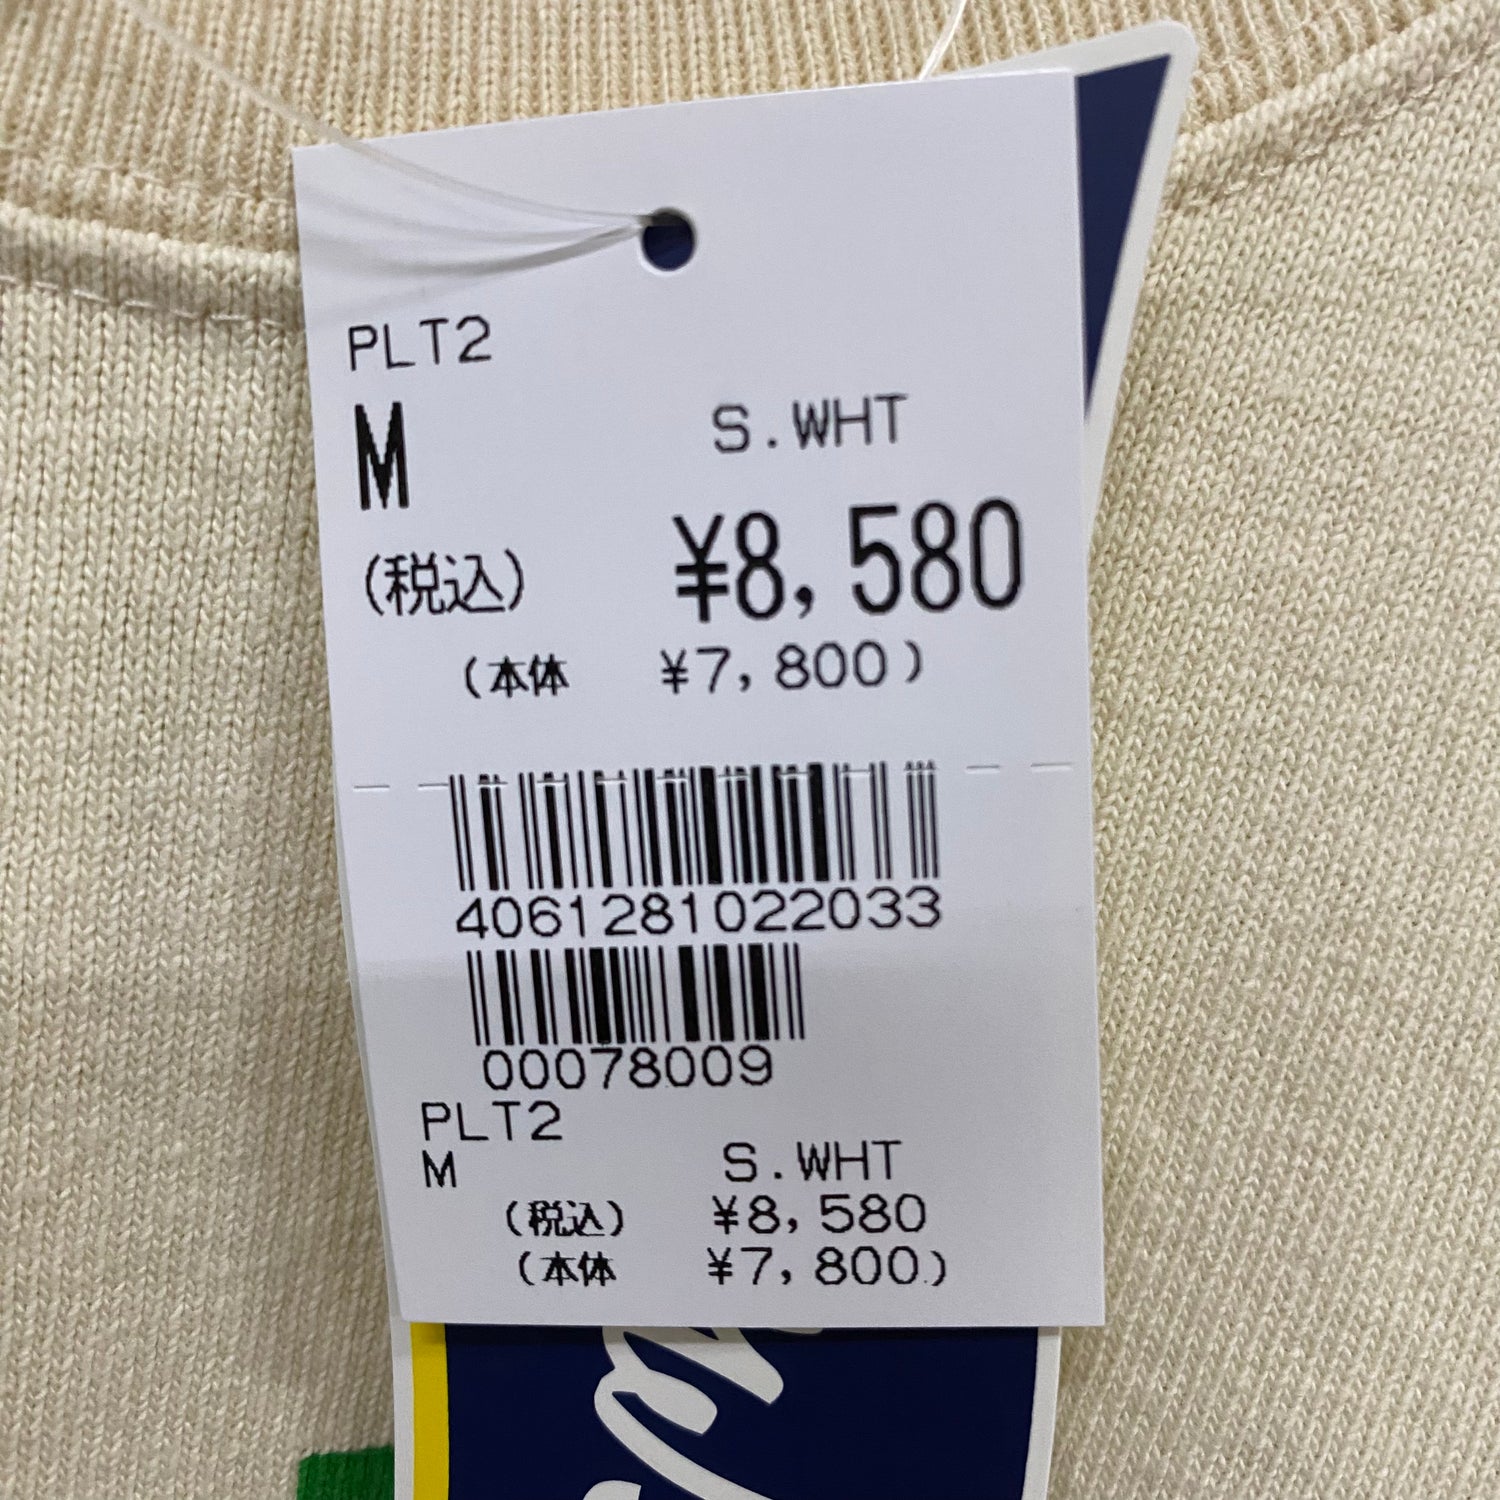 PLT2
M
S.WHT
(税込) ¥8,580
(本体 ¥7,800)
4061281022033
00078009
PLT2
M S.WHT
(税込) ¥8,580
(本体 ¥7,800)